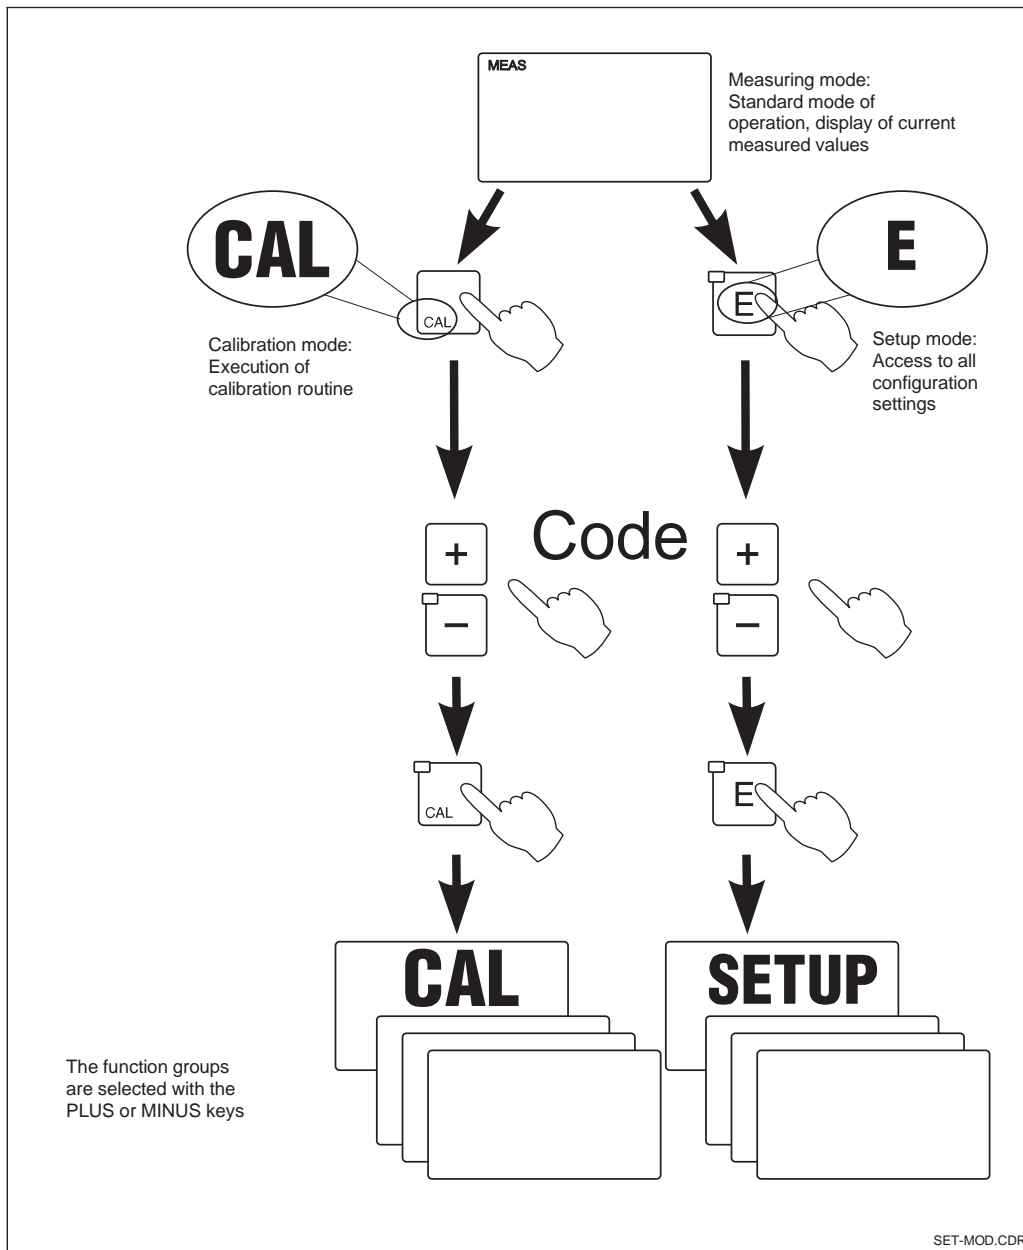 MEAS
Measuring mode:
Standard mode of
operation, display of current
measured values
CAL
E
CAL
E
Calibration mode:
Execution of
calibration routine
Setup mode:
Access to all
configuration
settings
+
Code
+
–
–
CAL
E
CAL
SETUP
The function groups
are selected with the
PLUS or MINUS keys
SET-MOD.CDR